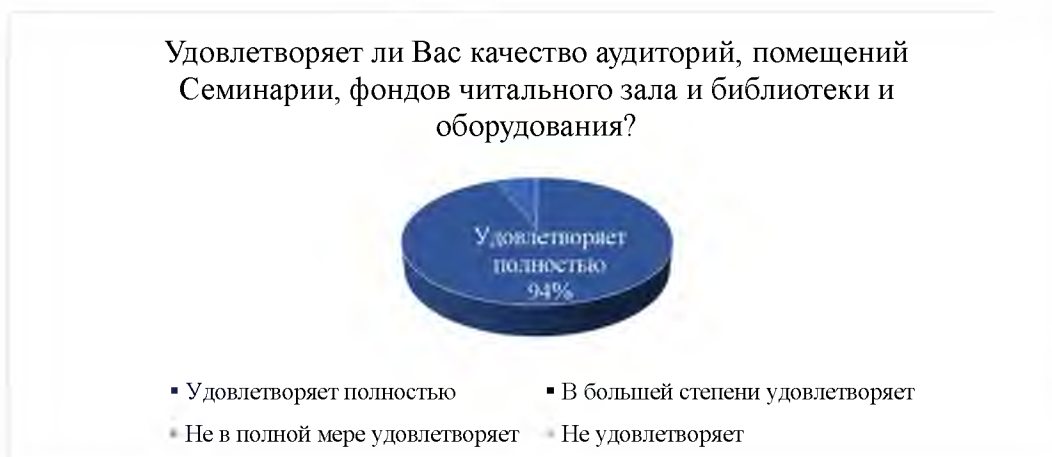 Удовлетворяет ли Вас качество аудиторий, помещений
Семинарии, фондов читального зала и библиотеки и
оборудования?
Удовлетворяет
полностью
94%
Удовлетворяет полностью
В большей степени удовлетворяет
Не в полной мере удовлетворяет
Не удовлетворяет